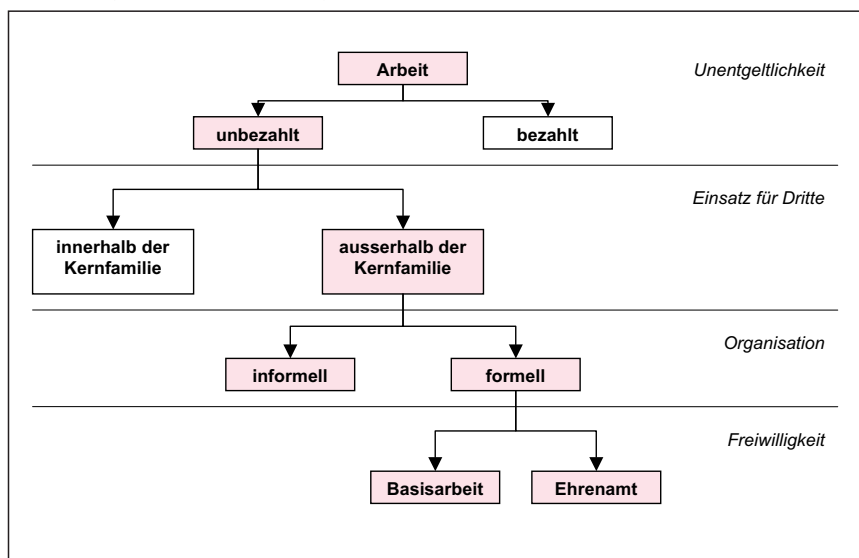 Arbeit
Unentgeltlichkeit
unbezahlt
bezahlt
Einsatz für Dritte
innerhalb der
Kernfamilie
ausserhalb der
Kernfamilie
Organisation
informell
formell
Freiwilligkeit
Basisarbeit
Ehrenamt